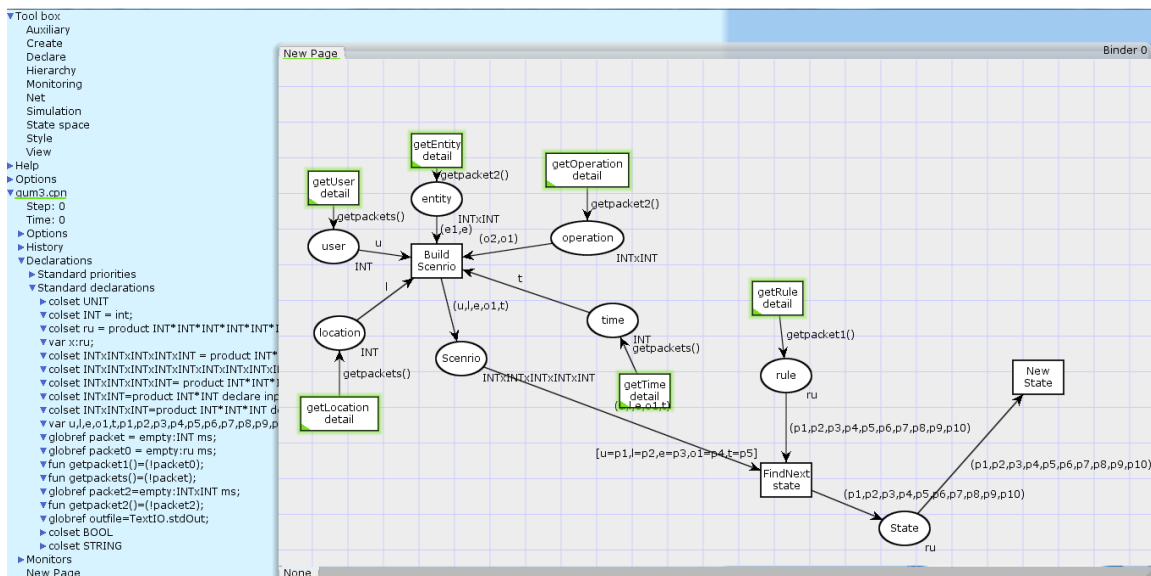 Tool box
Auxiliary
Create
Declare
Hierarchy
Monitoring
Net
Simulation
State space
Style
View
Help
Options
qum3.cpn
Step: 0
Time: 0
Options
History
Declarations
Standard priorities
Standard declarations
colset UNIT
colset INT = int;
colset ru = product INT*INT*INT*INT*INT*I
var x:ru;
colset INTxINTxINTxINTxINT = product INT*
colset INTxINTxINTxINTxINTxINTxINTxINTxI
colset INTxINTxINTxINT= product INT*INT*I
colset INTxINT=product INT*INT declare inp
colset INTxINTxINT=product INT*INT*INT de
var u,l,e,o1,t,p1,p2,p3,p4,p5,p6,p7,p8,p9,p
globref packet = empty:INT ms;
globref packet0 = empty:ru ms;
fun getpacket1()=(!packet0);
fun getpackets()=(!packet);
globref packet2=empty:INTxINT ms;
fun getpacket2()=(!packet2);
globref outfile=TextIO.stdOut;
colset BOOL
colset STRING
Monitors
New Page
New Page
Binder 0
getEntity
detail
getpacket2()
entity
INTxINT
(e1,e)
getOperation
detail
getpacket2()
operation
INTxINT
(o2,o1)
getUser
detail
getpackets()
user
u
INT
Build
Scenrio
l
t
(u,l,e,o1,t)
location
INT
getpackets()
getLocation
detail
Scenrio
INTxINTxINTxINTxINT
time
INT
getpackets()
getTime
detail
(u,l,e,o1,t)
getRule
detail
getpacket1()
rule
ru
(p1,p2,p3,p4,p5,p6,p7,p8,p9,p10)
[u=p1,l=p2,e=p3,o1=p4,t=p5]
FindNext
state
(p1,p2,p3,p4,p5,p6,p7,p8,p9,p10)
State
ru
(p1,p2,p3,p4,p5,p6,p7,p8,p9,p10)
New
State
None